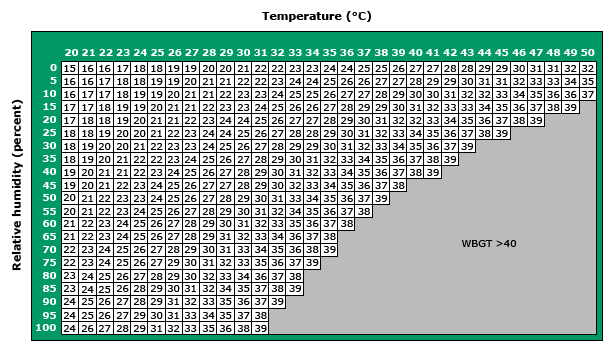 Temperature (°C)
20 21 22 23 24 25 26 27 28 29 30 31 32 33 34 35 36 37 38 39 40 41 42 43 44 45 46 47 48 49 50
Relative humidity (percent)
0 15 16 16 17 18 18 19 19 20 20 21 22 22 23 23 24 24 25 25 26 27 27 28 28 29 29 30 31 31 32 32
5 16 16 17 18 18 19 19 20 21 21 22 22 23 24 24 25 26 26 27 27 28 29 29 30 31 31 32 33 33 34 35
10 16 17 17 18 19 19 20 21 21 22 23 23 24 25 25 26 27 27 28 29 30 30 31 32 32 33 34 35 36 36 37
15 17 17 18 19 19 20 21 21 22 23 23 24 25 26 26 27 28 29 29 30 31 32 33 33 34 35 36 37 38 39
20 17 18 18 19 20 21 21 22 23 24 24 25 26 27 27 28 29 30 31 32 32 33 34 35 36 37 38 39
25 18 18 19 20 20 21 22 23 24 24 25 26 27 28 28 29 30 31 32 33 34 35 36 37 38 39
30 18 19 20 20 21 22 23 23 24 25 26 27 28 29 29 30 31 32 33 34 35 36 37 39
35 18 19 20 21 22 22 23 24 25 26 27 28 29 30 31 32 33 34 35 36 37 38 39
40 19 20 21 21 22 23 24 25 26 27 28 29 30 31 32 33 34 35 36 37 38 39
45 19 20 21 22 23 24 25 26 27 27 28 29 30 32 33 34 35 36 37 38
WBGT >40
50 20 21 22 22 23 24 25 26 27 28 29 30 31 33 34 35 36 37 39
55 20 21 22 23 24 25 26 27 28 29 30 31 32 34 35 36 37 38
60 21 22 23 24 25 26 27 28 29 30 31 32 33 35 36 37 38
65 21 22 23 24 25 26 27 28 29 31 32 33 34 36 37 38
70 22 23 24 25 26 27 28 29 30 31 33 34 35 36 38 39
75 22 23 24 25 26 27 29 30 31 32 33 35 36 37 39
80 23 24 25 26 27 28 29 30 32 33 34 36 37 38
85 23 24 25 26 28 29 30 31 32 34 35 37 38 39
90 24 25 26 27 28 29 31 32 33 35 36 37 39
95 24 25 26 27 29 30 31 33 34 35 37 38
100 24 26 27 28 29 31 32 33 35 36 38 39